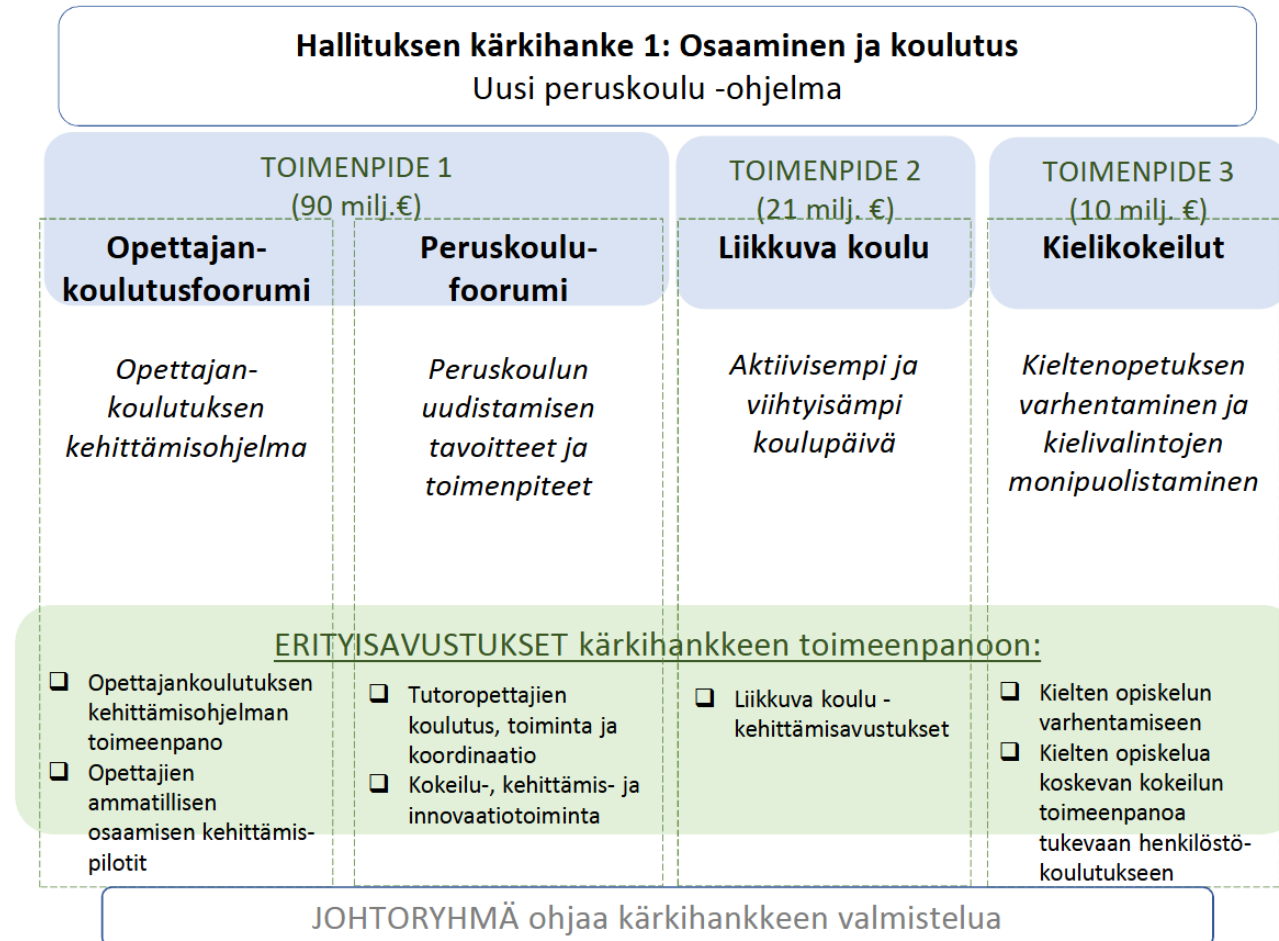 Hallituksen kärkihanke 1: Osaaminen ja koulutus
Uusi peruskoulu -ohjelma
TOIMENPIDE 1
(90 milj.€)
Opettajan-
koulutusfoorumi
Opettajan-
koulutuksen
kehittämisohjelma
Peruskoulu-
foorumi
Peruskoulun
uudistamisen
tavoitteet ja
toimenpiteet
TOIMENPIDE 2
(21 milj. €)
Liikkuva koulu
Aktiivisempi ja
viihtyisämpi
koulupäivä
TOIMENPIDE 3
(10 milj. €)
Kielikokeilut
Kieltenopetuksen
varhentaminen ja
kielivalintojen
monipuolistaminen
ERITYISAVUSTUKSET kärkihankkeen toimeenpanoon:
❑ Opettajankoulutuksen
kehittämisohjelman
toimeenpano
❑ Opettajien
ammatillisen
osaamisen kehittämis-
pilotit
❑ Tutoropettajien
koulutus, toiminta ja
koordinaatio
❑ Kokeilu-, kehittämis- ja
innovaatiotoiminta
❑ Liikkuva koulu -
kehittämisavustukset
❑ Kielten opiskelun
varhentamiseen
❑ Kielten opiskelua
koskevan kokeilun
toimeenpanoa
tukevaan henkilöstö-
koulutukseen
JOHTORYHMÄ ohjaa kärkihankkeen valmistelua